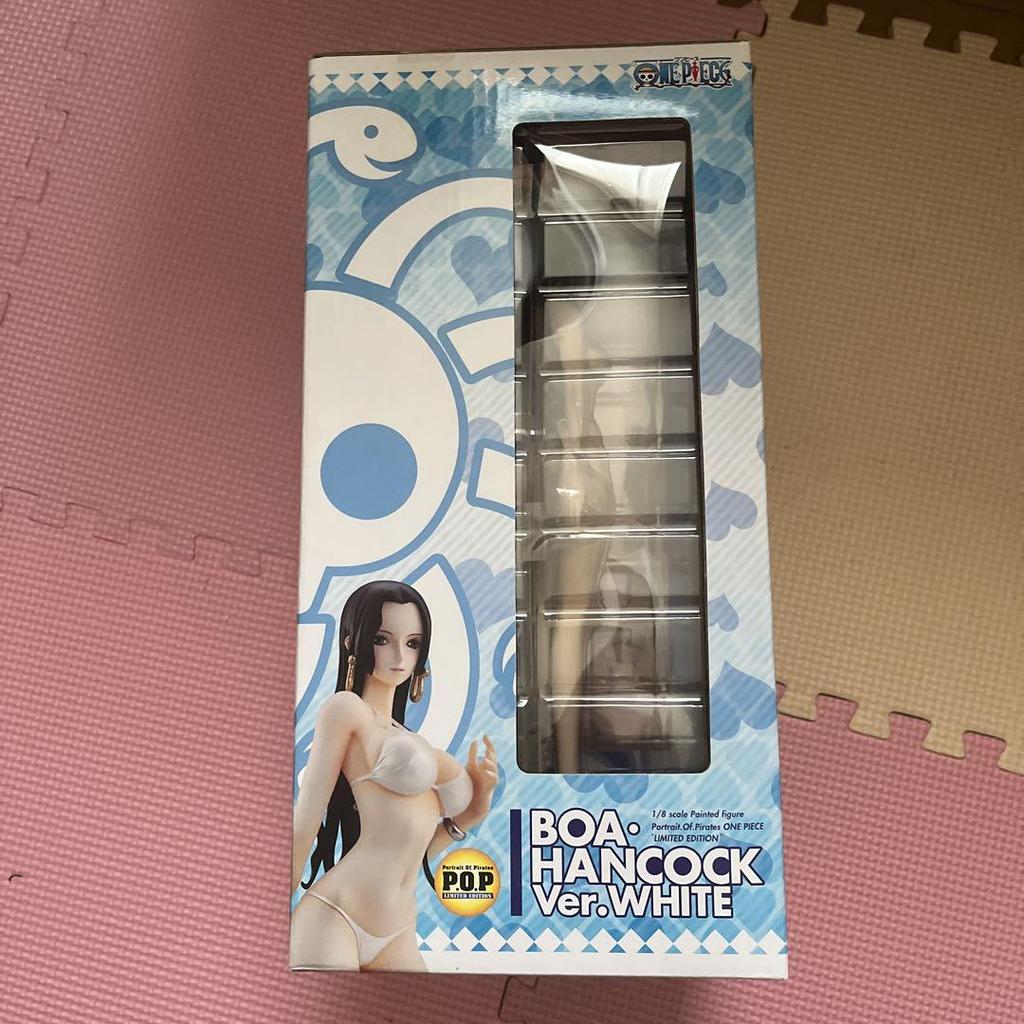 ONE PIECE
1/8 scale Painted figure
Portrait.Of.Pirates ONE PIECE
"LIMITED EDITION"
BOA・
HANCOCK
Ver.WHITE
Portrait Of Pirates
P.O.P
LIMITED EDITION